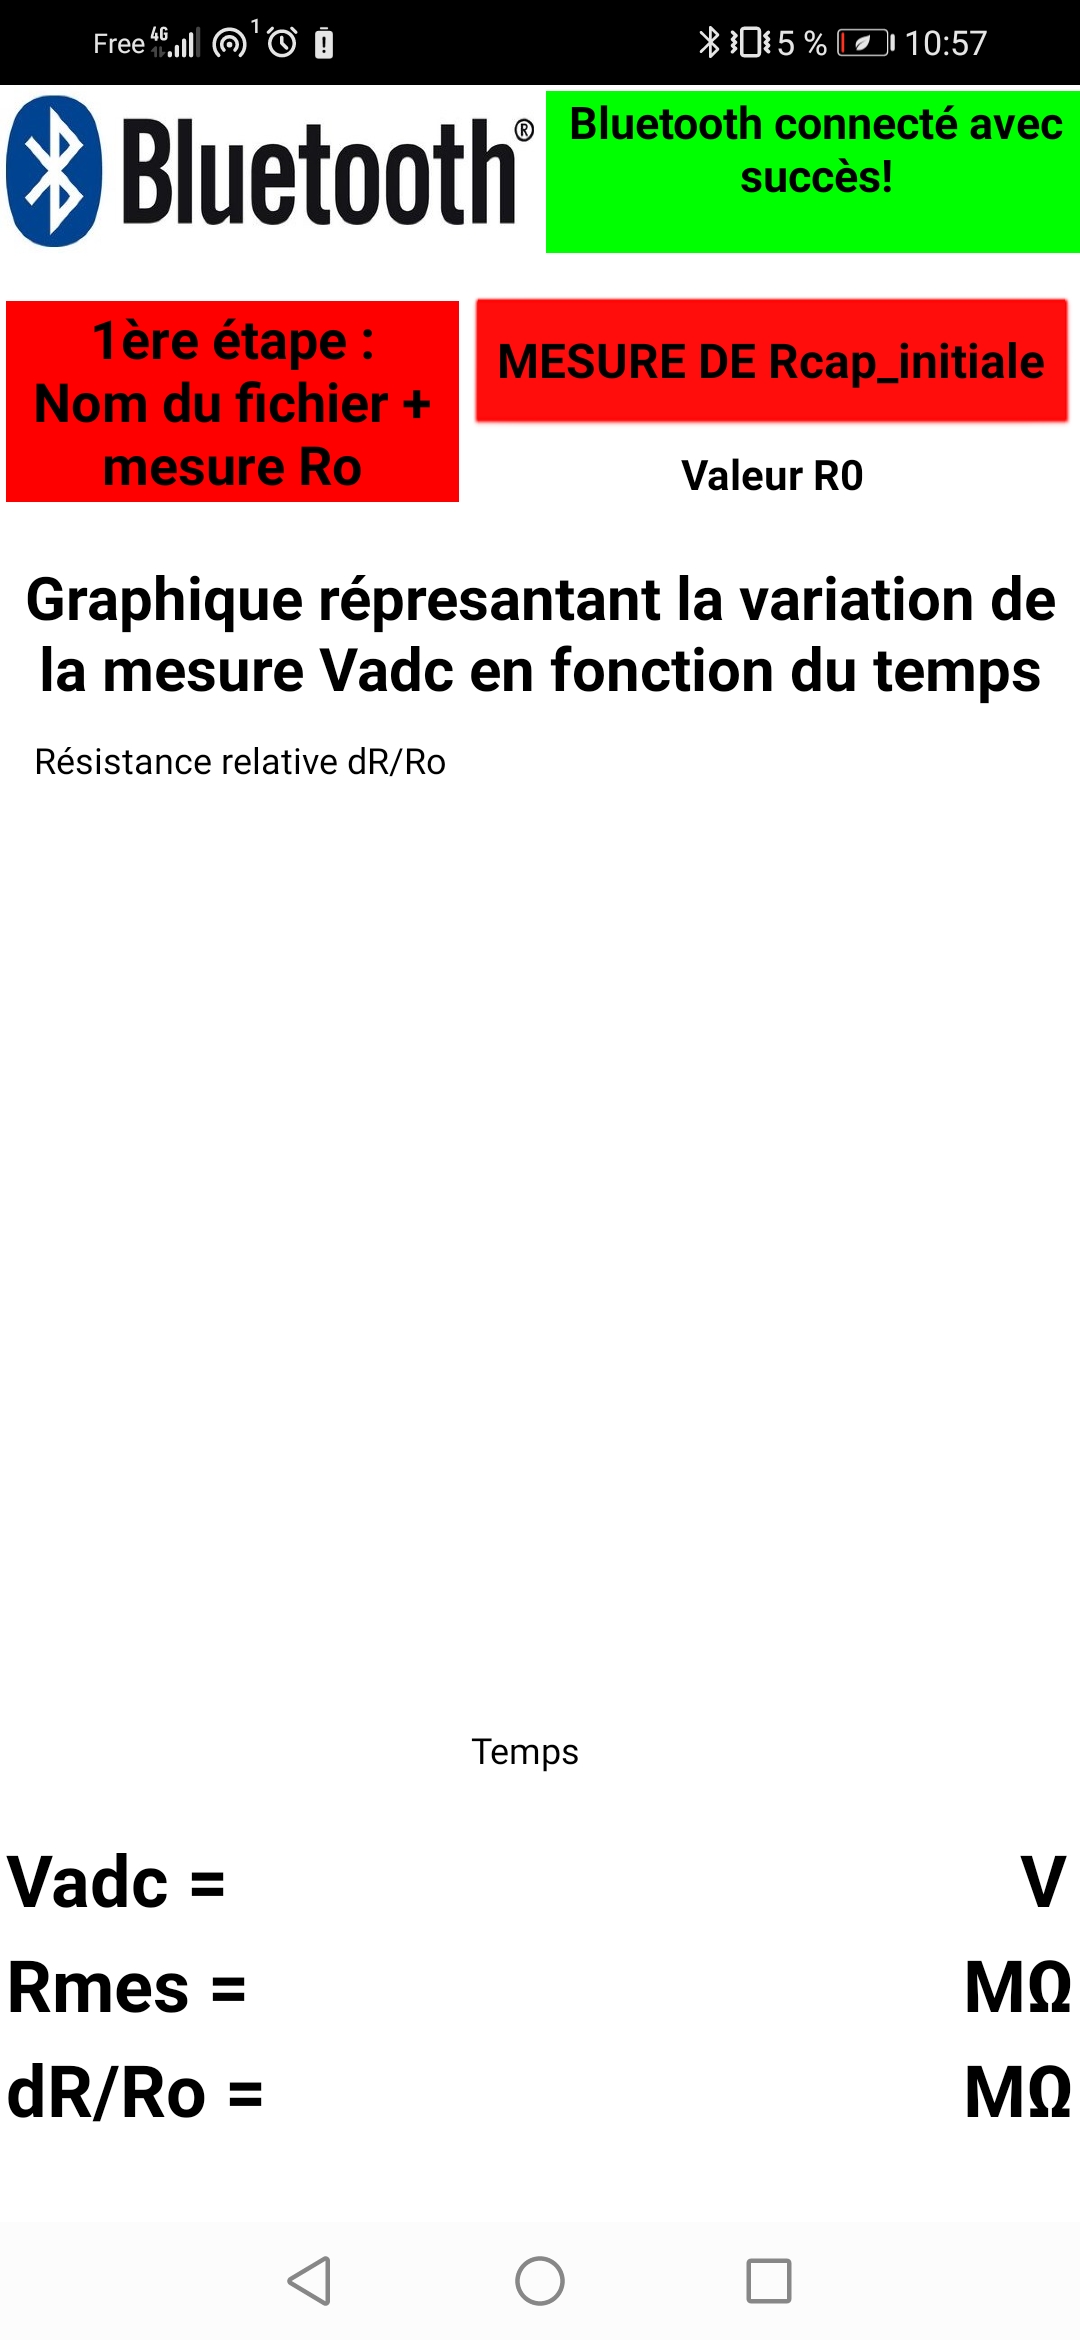 Free 4G 1 5 % 10:57
Bluetooth®
Bluetooth connecté avec
succès!
1ère étape :
Nom du fichier +
mesure Ro
MESURE DE Rcap_initiale
Valeur R0
Graphique réprésantant la variation de
la mesure Vadc en fonction du temps
Résistance relative dR/Ro
Temps
Vadc = V
Rmes = MΩ
dR/Ro = MΩ